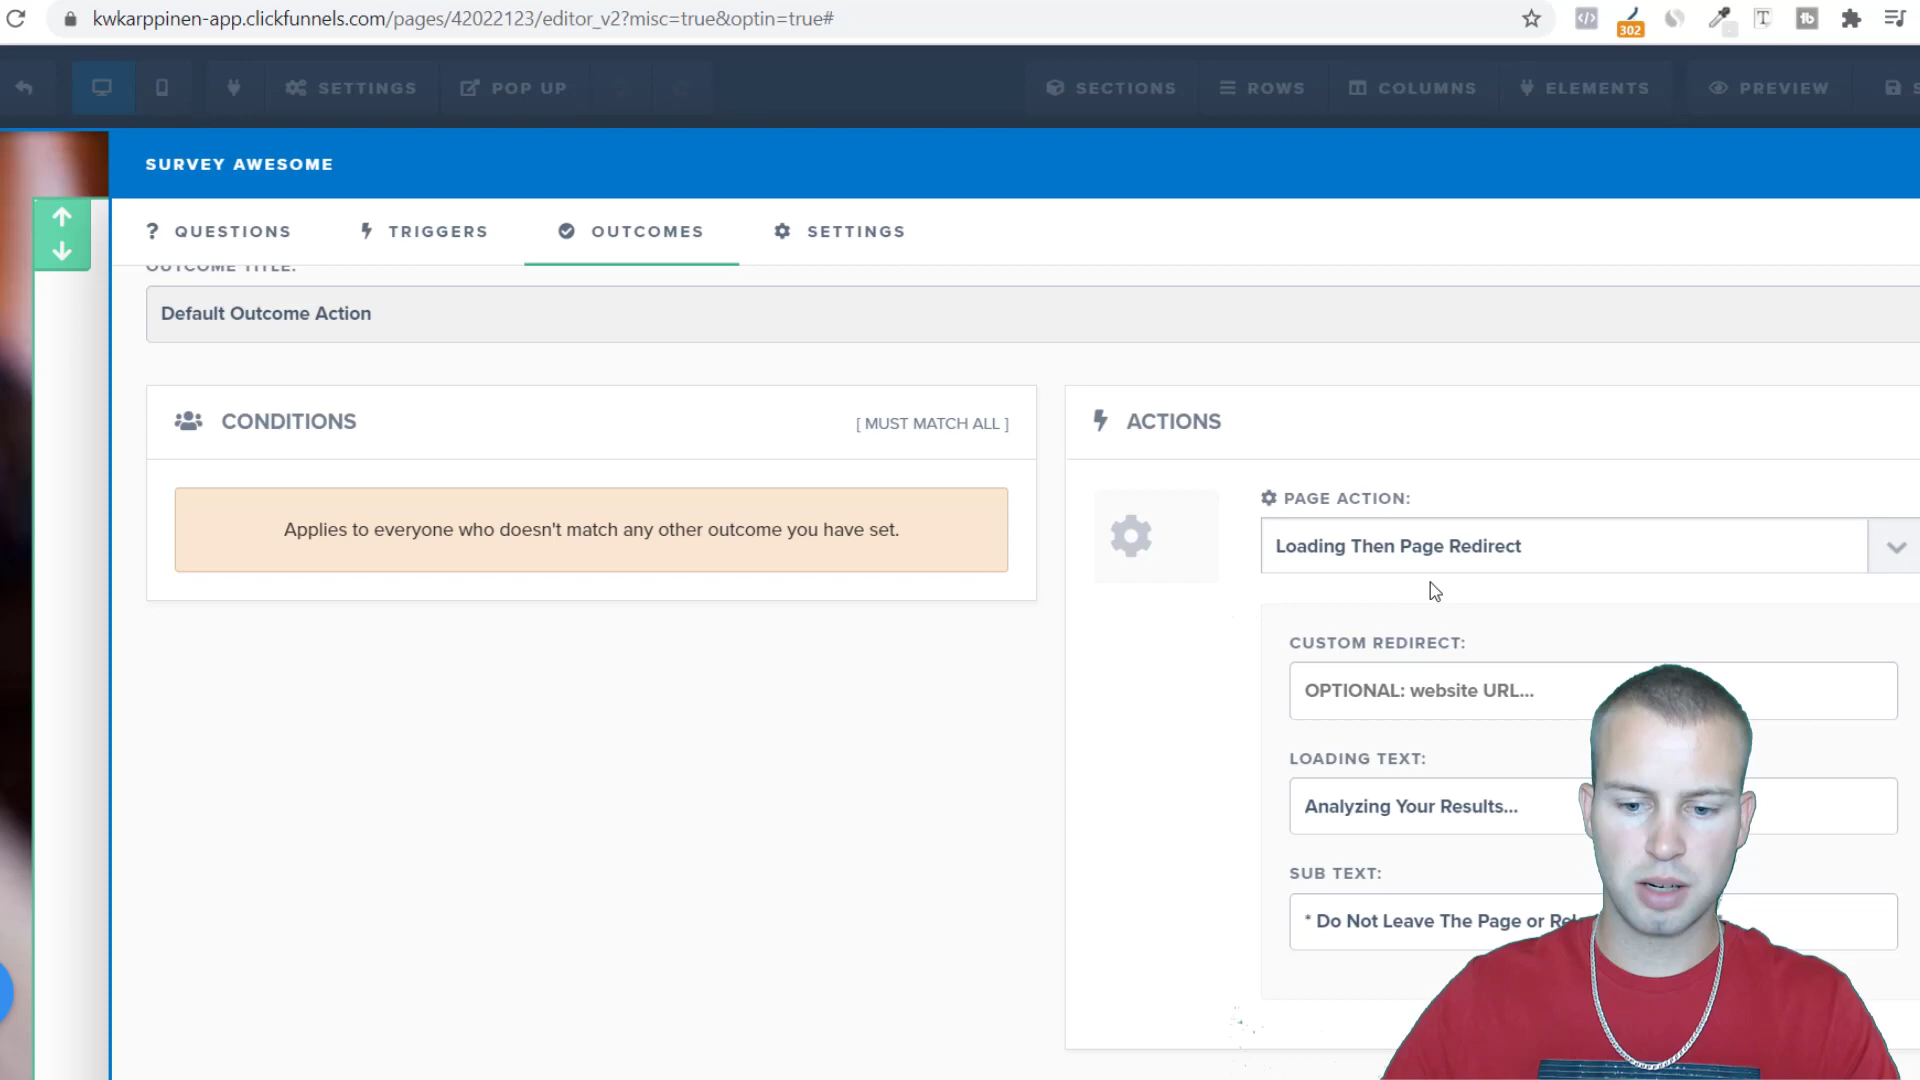 kwkarppinen-app.clickfunnels.com/pages/42022123/editor_v2?misc=true&optin=true#
302
T
tb
SETTINGS
POP UP
SECTIONS
ROWS
COLUMNS
ELEMENTS
PREVIEW
S
SURVEY AWESOME
? QUESTIONS
TRIGGERS
OUTCOMES
SETTINGS
OUTCOME TITLE:
Default Outcome Action
CONDITIONS
[ MUST MATCH ALL ]
Applies to everyone who doesn't match any other outcome you have set.
ACTIONS
PAGE ACTION:
Loading Then Page Redirect
CUSTOM REDIRECT:
OPTIONAL: website URL...
LOADING TEXT:
Analyzing Your Results...
SUB TEXT:
* Do Not Leave The Page or